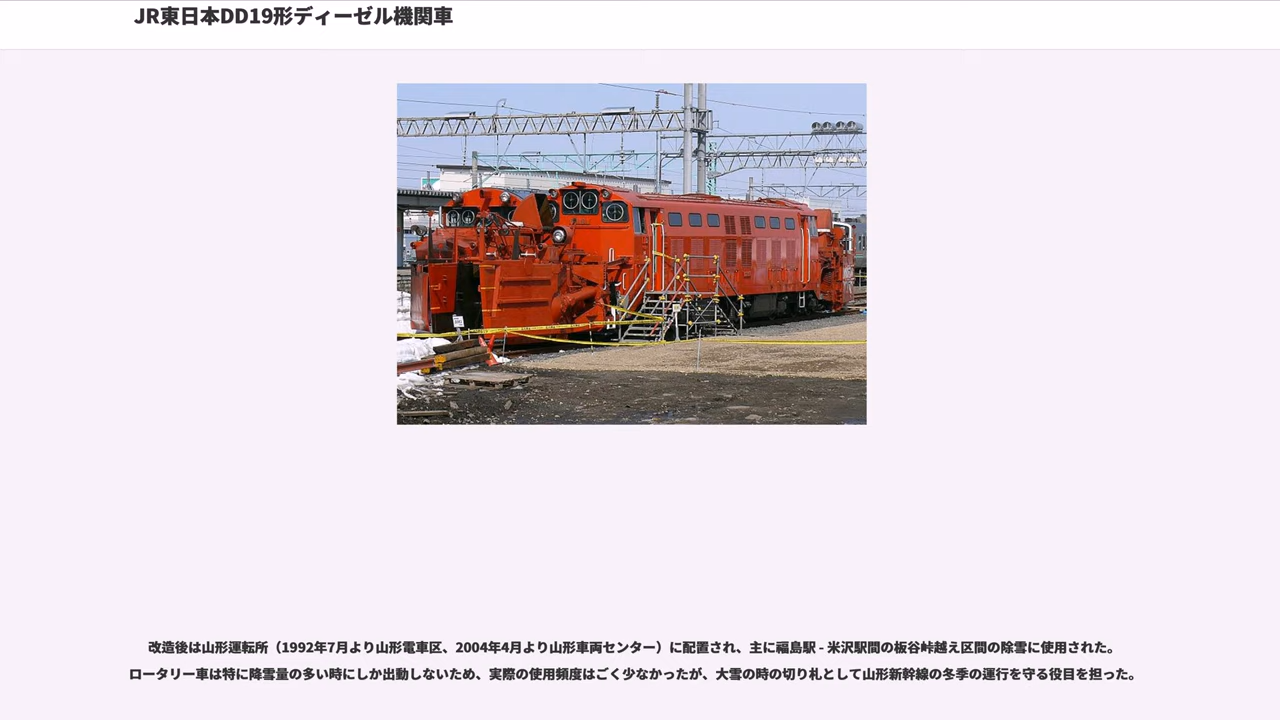 JR東日本DD19形ディーゼル機関車
改造後は山形運転所（1992年7月より山形電車区、2004年4月より山形車両センター）に配置され、主に福島駅 - 米沢駅間の板谷峠越え区間の除雪に使用された。
ロータリー車は特に降雪量の多い時にしか出動しないため、実際の使用頻度はごく少なかったが、大雪の時の切り札として山形新幹線の冬季の運行を守る役目を担った。